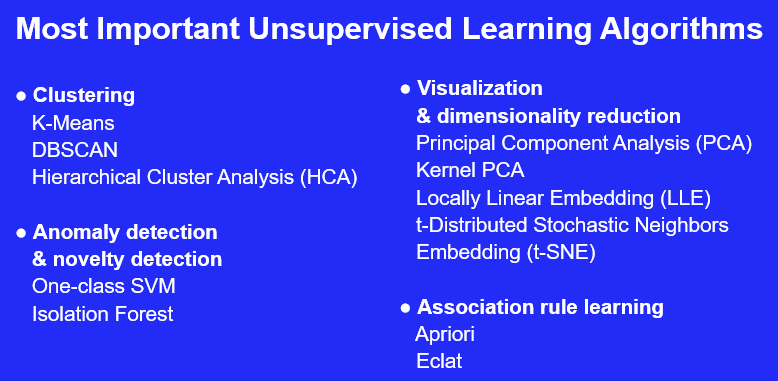 Most Important Unsupervised Learning Algorithms
● Clustering
K-Means
DBSCAN
Hierarchical Cluster Analysis (HCA)
● Anomaly detection
& novelty detection
One-class SVM
Isolation Forest
● Visualization
& dimensionality reduction
Principal Component Analysis (PCA)
Kernel PCA
Locally Linear Embedding (LLE)
t-Distributed Stochastic Neighbors
Embedding (t-SNE)
● Association rule learning
Apriori
Eclat